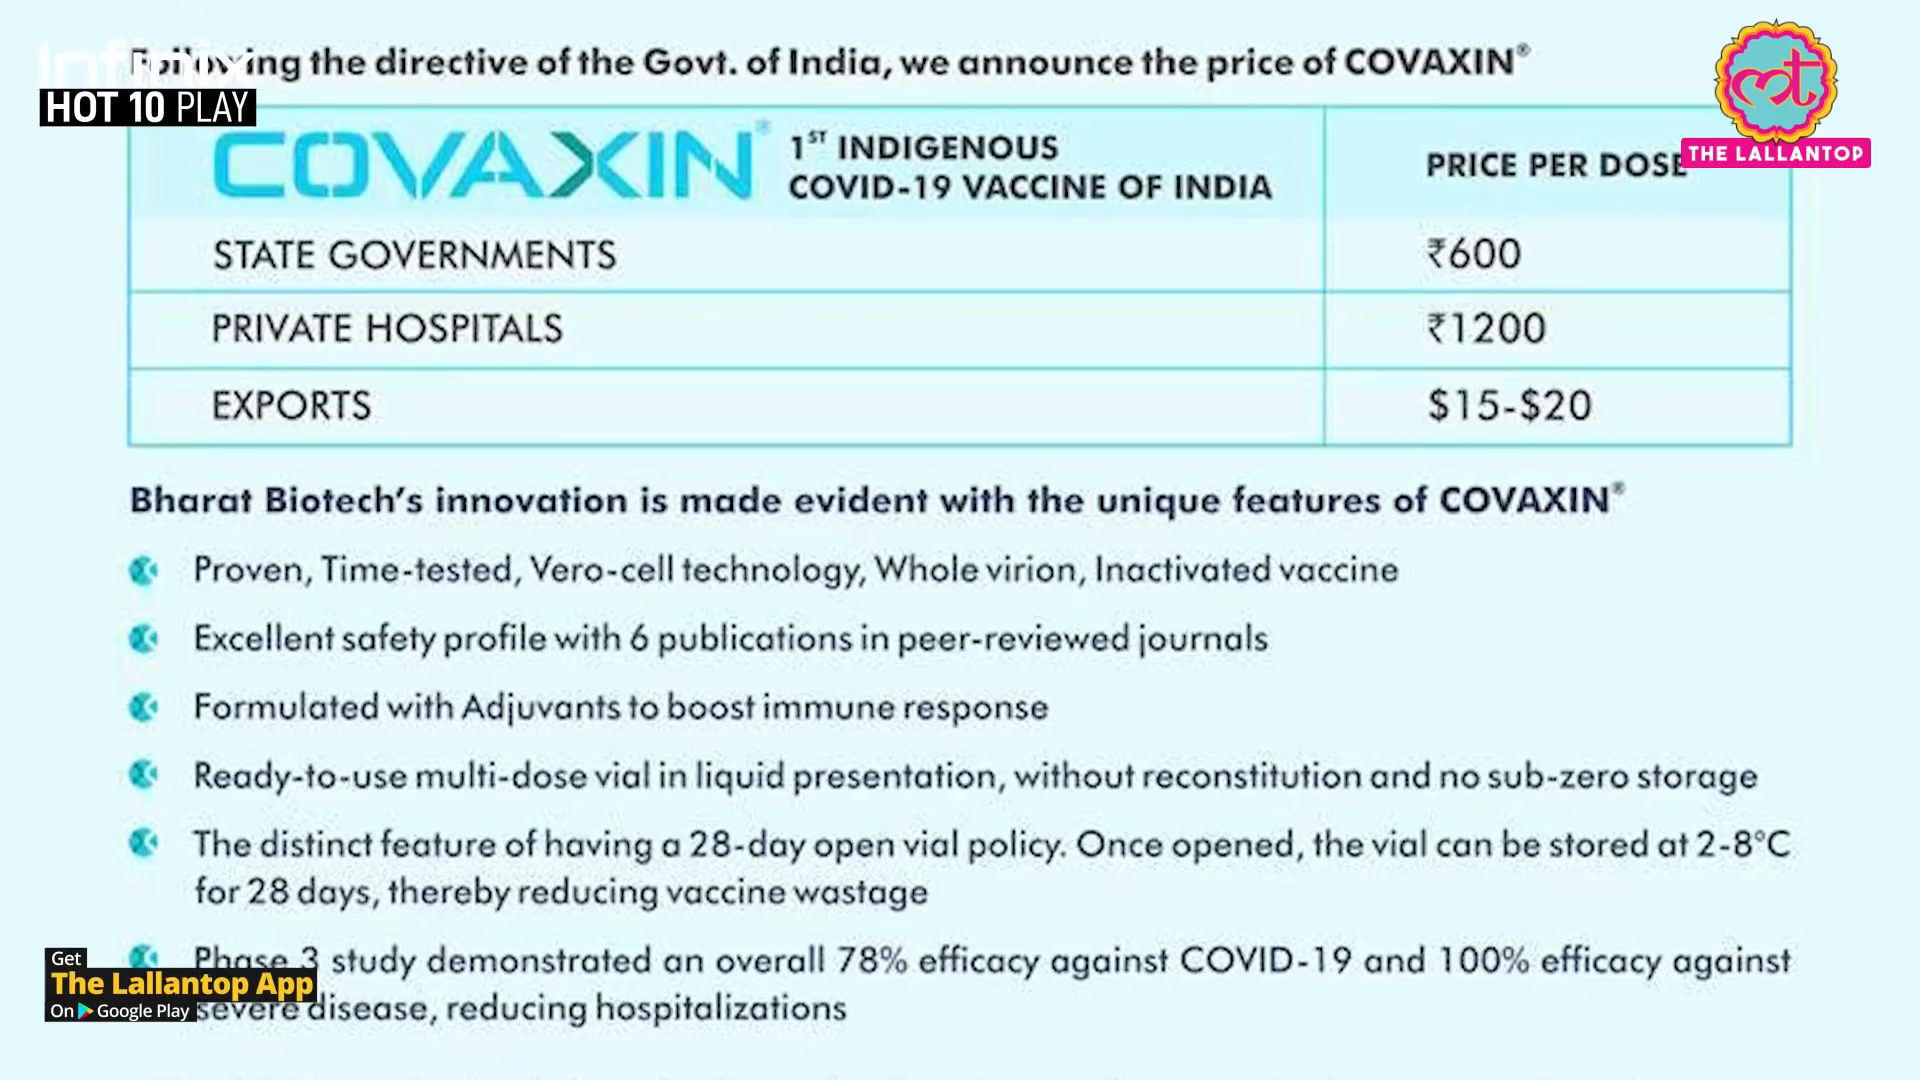 Following the directive of the Govt. of India, we announce the price of COVAXIN®
Infinix
HOT 10 PLAY
THE LALLANTOP
COVAXIN®
1ST INDIGENOUS
COVID-19 VACCINE OF INDIA
PRICE PER DOSE
STATE GOVERNMENTS ₹600
PRIVATE HOSPITALS ₹1200
EXPORTS $15-$20
Bharat Biotech's innovation is made evident with the unique features of COVAXIN®
Proven, Time-tested, Vero-cell technology, Whole virion, Inactivated vaccine
Excellent safety profile with 6 publications in peer-reviewed journals
Formulated with Adjuvants to boost immune response
Ready-to-use multi-dose vial in liquid presentation, without reconstitution and no sub-zero storage
The distinct feature of having a 28-day open vial policy. Once opened, the vial can be stored at 2-8°C
for 28 days, thereby reducing vaccine wastage
Phase 3 study demonstrated an overall 78% efficacy against COVID-19 and 100% efficacy against
severe disease, reducing hospitalizations
Get
The Lallantop App
On Google Play